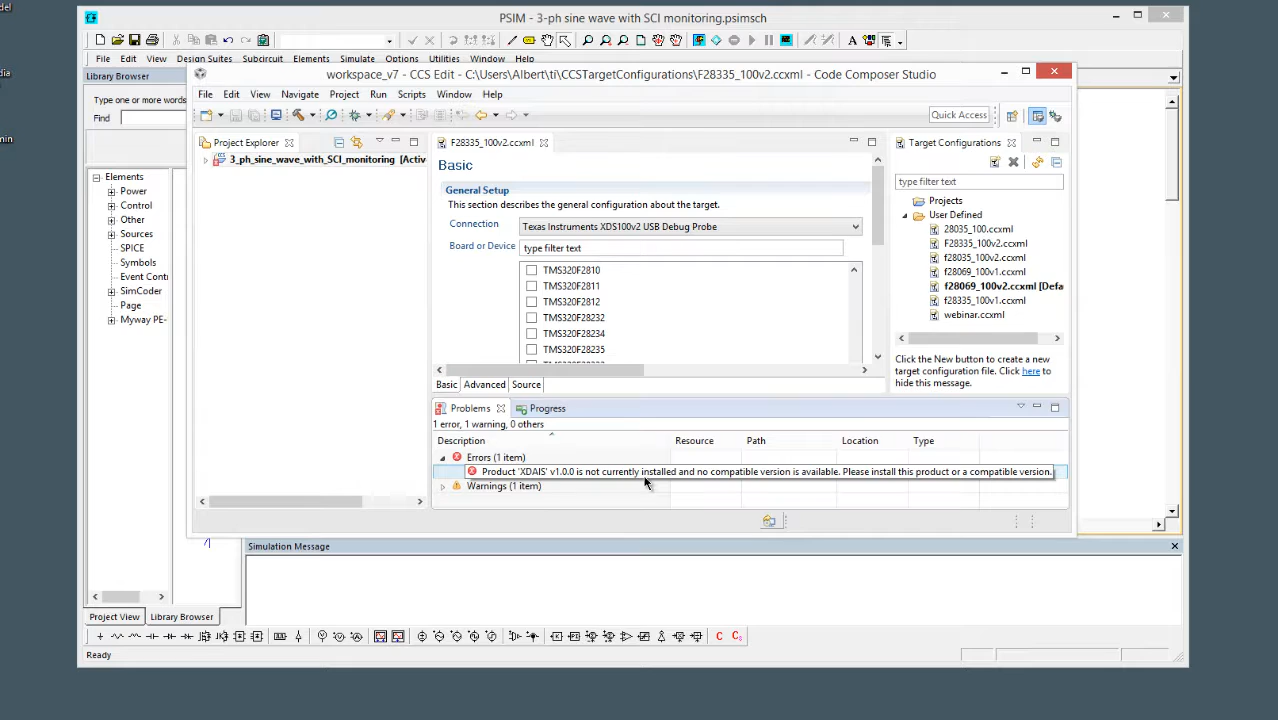 del
dia
min
PSIM - 3-ph sine wave with SCI monitoring.psimsch
File Edit View Design Suites Subcircuit Elements Simulate Options Utilities Window Help
Library Browser
Type one or more words
Find
Elements
Power
Control
Other
Sources
SPICE
Symbols
Event Contr
SimCoder
Page
Myway PE-
Project View Library Browser
workspace_v7 - CCS Edit - C:\Users\Albert\ti\CCSTargetConfigurations\F28335_100v2.ccxml - Code Composer Studio
File Edit View Navigate Project Run Scripts Window Help
Quick Access
Project Explorer
3_ph_sine_wave_with_SCI_monitoring [Activ
F28335_100v2.ccxml
Basic
General Setup
This section describes the general configuration about the target.
Connection Texas Instruments XDS100v2 USB Debug Probe
Board or Device type filter text
TMS320F2810
TMS320F2811
TMS320F2812
TMS320F28232
TMS320F28234
TMS320F28235
Basic Advanced Source
Target Configurations
type filter text
Projects
User Defined
28035_100.ccxml
F28335_100v2.ccxml
f28035_100v2.ccxml
f28069_100v1.ccxml
f28069_100v2.ccxml [Defa
f28335_100v1.ccxml
webinar.ccxml
Click the New button to create a new
target configuration file. Click here to
hide this message.
Problems Progress
1 error, 1 warning, 0 others
Description Resource Path Location Type
Errors (1 item)
Product 'XDAIS' v1.0.0 is not currently installed and no compatible version is available. Please install this product or a compatible version.
Warnings (1 item)
Simulation Message
A
C C
Ready